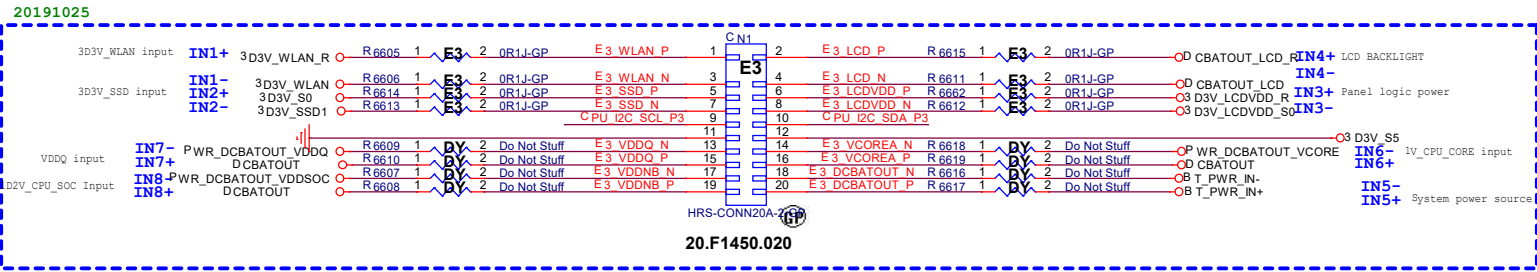 20191025
CN1
3D3V_WLAN input IN1+ 3D3V_WLAN_R R6605 1 E3 2 0R1J-GP E3_WLAN_P 1 2 E3_LCD_P R6615 1 E3 2 0R1J-GP DCBATOUT_LCD_R IN4+ LCD BACKLIGHT
E3
IN1- 3D3V_WLAN R6606 1 E3 2 0R1J-GP E3_WLAN_N 3 4 E3_LCD_N R6611 1 E3 2 0R1J-GP DCBATOUT_LCD IN4-
3D3V_SSD input IN2+ 3D3V_S0 R6614 1 E3 2 0R1J-GP E3_SSD_P 5 6 E3_LCDVDD_P R6662 1 E3 2 0R1J-GP 3D3V_LCDVDD_R IN3+ Panel logic power
IN2- 3D3V_SSD1 R6613 1 E3 2 0R1J-GP E3_SSD_N 7 8 E3_LCDVDD_N R6612 1 E3 2 0R1J-GP 3D3V_LCDVDD_S0 IN3-
CPU_I2C_SCL_P3 9 10 CPU_I2C_SDA_P3
11 12 3D3V_S5
IN7- PWR_DCBATOUT_VDDQ R6609 1 DY 2 Do Not Stuff E3_VDDQ_N 13 14 E3_VCOREA_N R6618 1 DY 2 Do Not Stuff PWR_DCBATOUT_VCORE IN6- 1V_CPU_CORE input
VDDQ input IN7+ DCBATOUT R6610 1 DY 2 Do Not Stuff E3_VDDQ_P 15 16 E3_VCOREA_P R6619 1 DY 2 Do Not Stuff DCBATOUT IN6+
D2V_CPU_SOC Input IN8- PWR_DCBATOUT_VDDSOC R6607 1 DY 2 Do Not Stuff E3_VDDNB_N 17 18 E3_DCBATOUT_N R6616 1 DY 2 Do Not Stuff BT_PWR_IN- IN5-
IN8+ DCBATOUT R6608 1 DY 2 Do Not Stuff E3_VDDNB_P 19 20 E3_DCBATOUT_P R6617 1 DY 2 Do Not Stuff BT_PWR_IN+ IN5+ System power source
HRS-CONN20A-2-GP
GP
20.F1450.020